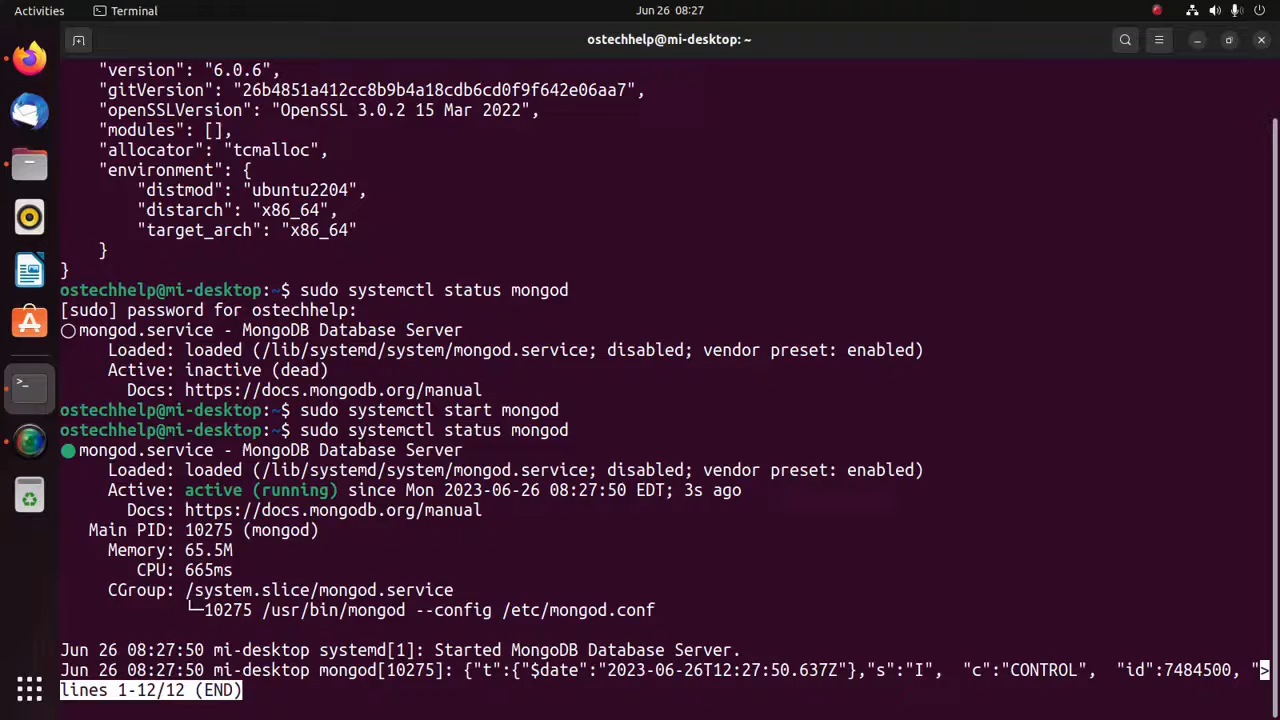 Activities
Terminal
Jun 26 08:27
ostechhelp@mi-desktop: ~
"version": "6.0.6",
"gitVersion": "26b4851a412cc8b9b4a18cdb6cd0f9f642e06aa7",
"openSSLVersion": "OpenSSL 3.0.2 15 Mar 2022",
"modules": [],
"allocator": "tcmalloc",
"environment": {
"distmod": "ubuntu2204",
"distarch": "x86_64",
"target_arch": "x86_64"
}
}
ostechhelp@mi-desktop:~$ sudo systemctl status mongod
[sudo] password for ostechhelp:
○ mongod.service - MongoDB Database Server
Loaded: loaded (/lib/systemd/system/mongod.service; disabled; vendor preset: enabled)
Active: inactive (dead)
Docs: https://docs.mongodb.org/manual
ostechhelp@mi-desktop:~$ sudo systemctl start mongod
ostechhelp@mi-desktop:~$ sudo systemctl status mongod
● mongod.service - MongoDB Database Server
Loaded: loaded (/lib/systemd/system/mongod.service; disabled; vendor preset: enabled)
Active: active (running) since Mon 2023-06-26 08:27:50 EDT; 3s ago
Docs: https://docs.mongodb.org/manual
Main PID: 10275 (mongod)
Memory: 65.5M
CPU: 665ms
CGroup: /system.slice/mongod.service
└─10275 /usr/bin/mongod --config /etc/mongod.conf
Jun 26 08:27:50 mi-desktop systemd[1]: Started MongoDB Database Server.
Jun 26 08:27:50 mi-desktop mongod[10275]: {"t":{"$date":"2023-06-26T12:27:50.637Z"},"s":"I", "c":"CONTROL", "id":7484500, ">
lines 1-12/12 (END)